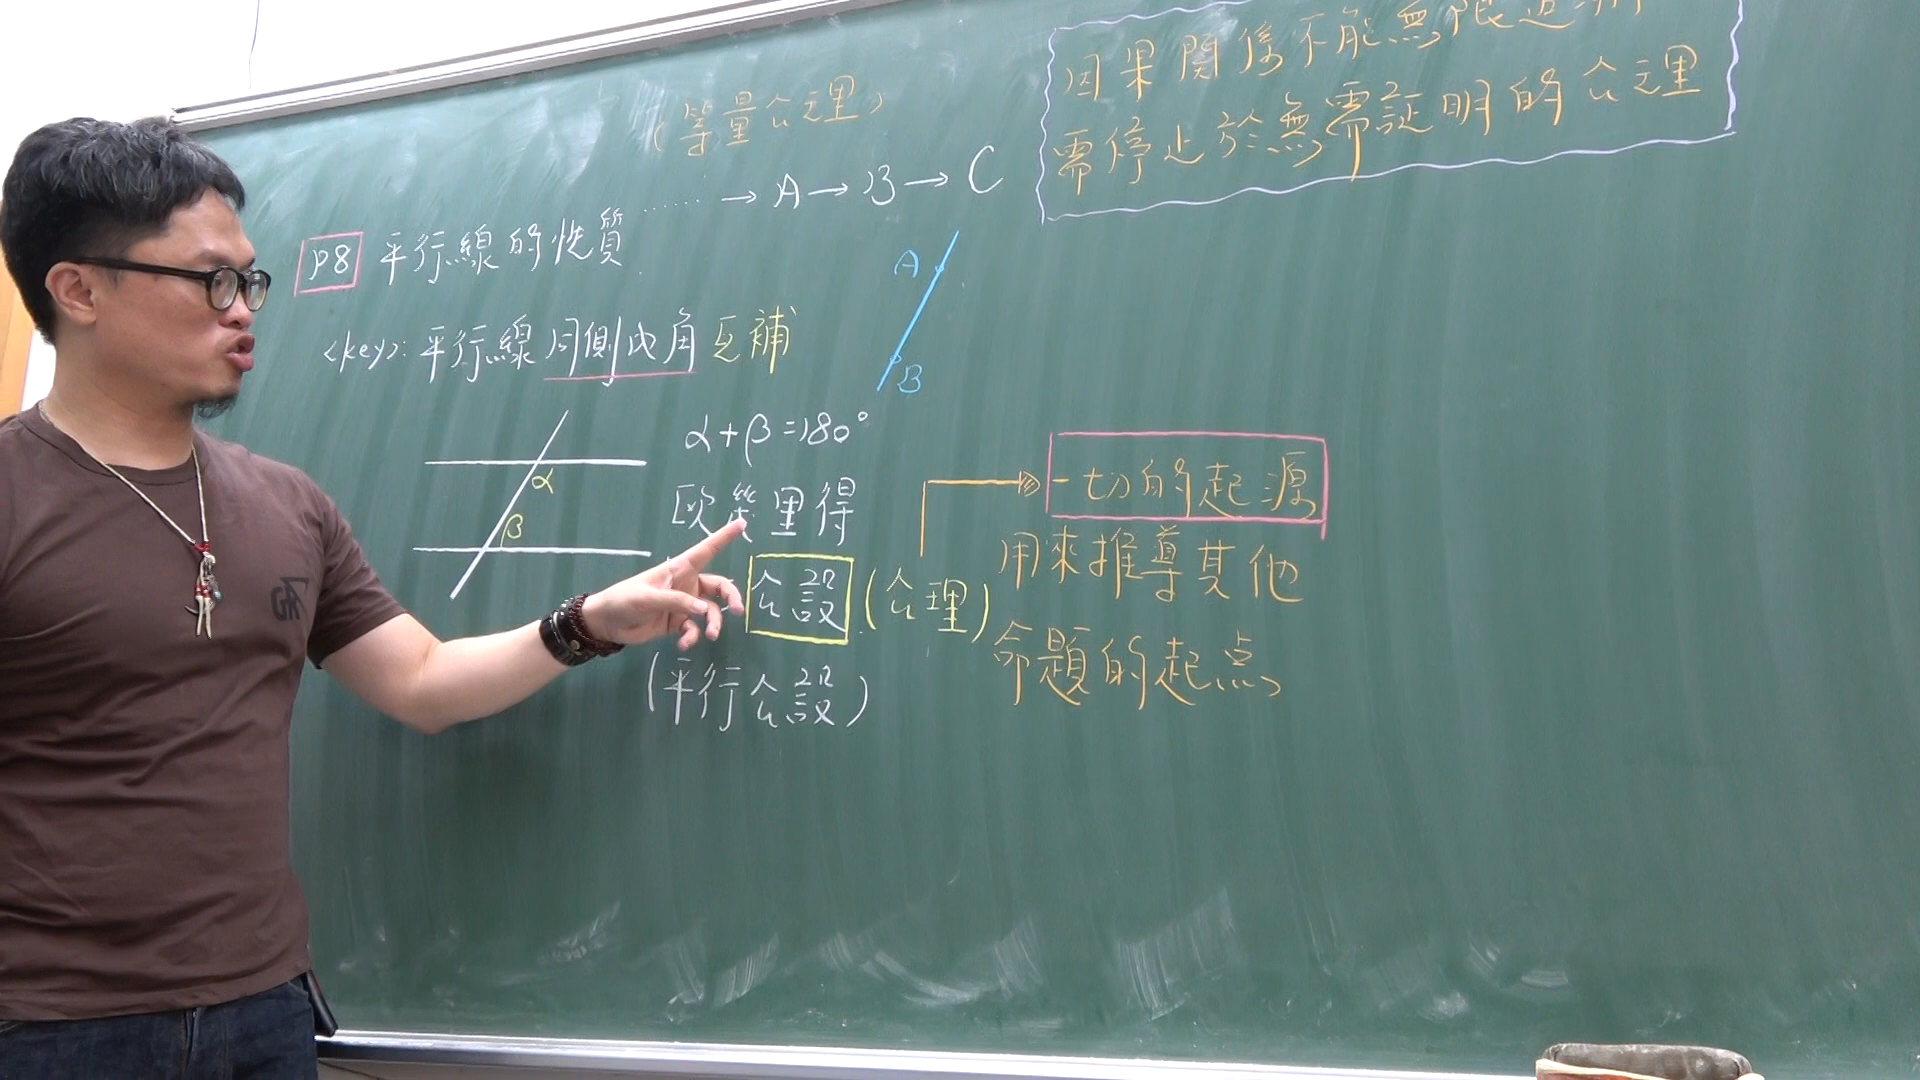 因果關係不能無限追溯
需停止於無需証明的公理
(等量公理)
…… → A → B → C
P8 平行線的性質
<key>: 平行線同側內角互補
A
B
α
β
α+β=180°
歐幾里得
公設 (公理)
(平行公設)
一切的起源
用來推導其他
命題的起点